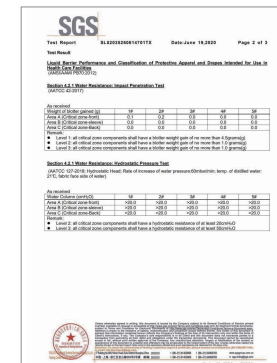 SGS
Test Report SL52035260614701TX Date:June 19,2020 Page 2 of 3
Test Result
Liquid Barrier Performance and Classification of Protective Apparel and Drapes Intended for Use in
Health Care Facilities
(ANSI/AAMI PB70:2012)
Section 4.2.1 Water Resistance: Impact Penetration Test
(AATCC 42-2017)
As received
Weight of blotter gained (g) 1# 2# 3# 4# 5#
Area A (Critical zone-front) 0.1 0.2 0.0 0.0 0.0
Area B (Critical zone-sleeve) 0.0 0.0 0.0 0.0 0.0
Area C (Critical zone-Back) 0.0 0.0 0.0 0.0 0.0
Remark:
● Level 1: all critical zone components shall have a blotter weight gain of no more than 4.5grams(g)
● Level 2: all critical zone components shall have a blotter weight gain of no more than 1.0 grams(g)
● Level 3: all critical zone components shall have a blotter weight gain of no more than 1.0 grams(g)
Section 4.2.1 Water Resistance: Hydrostatic Pressure Test
(AATCC 127-2018; Hydrostatic Head; Rate of increase of water pressure:60mbar/min; temp. of distilled water:
21℃, fabric face side of water)
As received
Water Column (cmH₂O) 1# 2# 3# 4# 5#
Area A (Critical zone-front) >20.0 >20.0 >20.0 >20.0 >20.0
Area B (Critical zone-sleeve) >20.0 >20.0 >20.0 >20.0 >20.0
Area C (Critical zone-Back) >20.0 >20.0 >20.0 >20.0 >20.0
Remark:
● Level 2: all critical zone components shall have a hydrostatic resistance of at least 20cmH₂O
● Level 3: all critical zone components shall have a hydrostatic resistance of at least 50cmH₂O